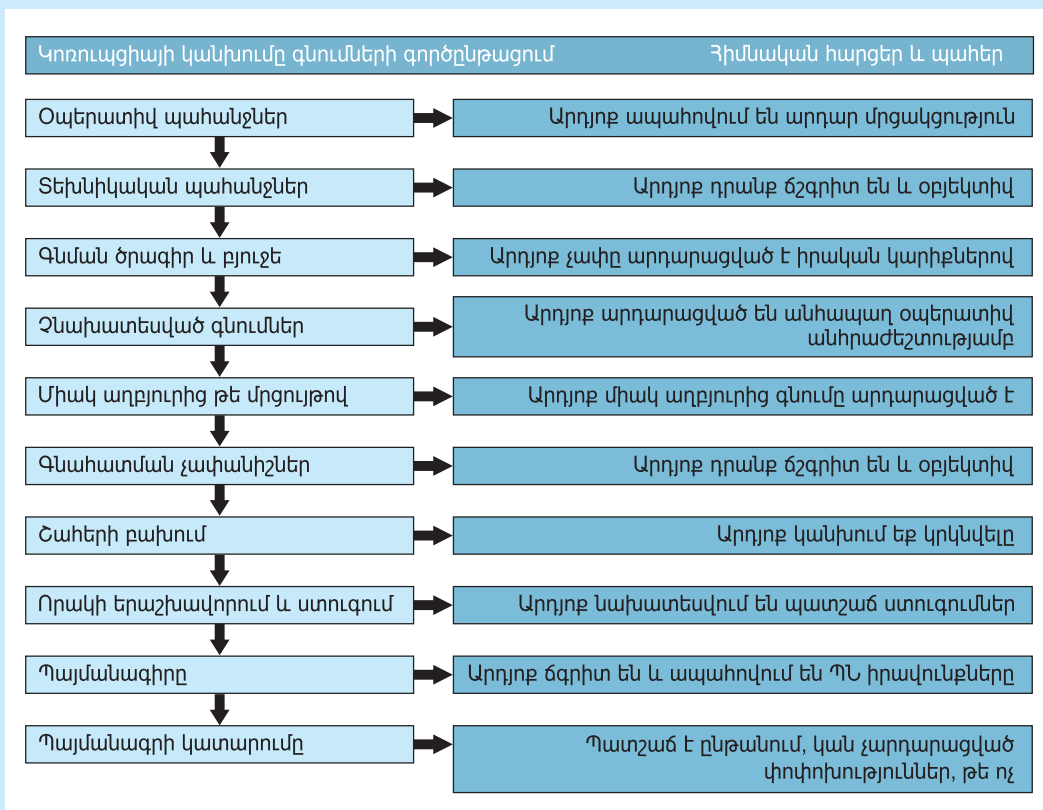 Կոռուպցիայի կանխումը գնումների գործընթացում Հիմնական հարցեր և պահեր
Օպերատիվ պահանջներ Արդյոք ապահովում են արդար մրցակցություն
Տեխնիկական պահանջներ Արդյոք դրանք ճշգրիտ են և օբյեկտիվ
Գնման ծրագիր և բյուջե Արդյոք չափը արդարացված է իրական կարիքներով
Չնախատեսված գնումներ Արդյոք արդարացված են անհապաղ օպերատիվ
անհրաժեշտությամբ
Միակ աղբյուրից թե մրցույթով Արդյոք միակ աղբյուրից գնումը արդարացված է
Գնահատման չափանիշներ Արդյոք դրանք ճշգրիտ են և օբյեկտիվ
Շահերի բախում Արդյոք կանխում եք կրկնվելը
Որակի երաշխավորում և ստուգում Արդյոք նախատեսվում են պատշաճ ստուգումներ
Պայմանագիրը Արդյոք ճգրիտ են և ապահովում են ՊՆ իրավունքները
Պայմանագրի կատարումը Պատշաճ է ընթանում, կան չարդարացված
փոփոխություններ, թե ոչ